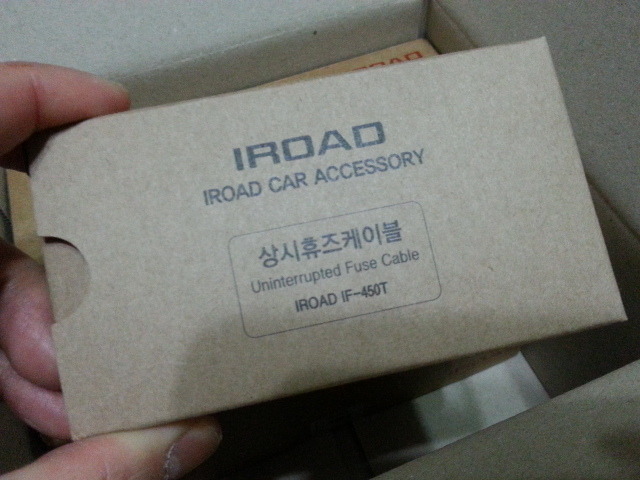 IROAD
IROAD CAR ACCESSORY
상시휴즈케이블
Uninterrupted Fuse Cable
IROAD IF-450T